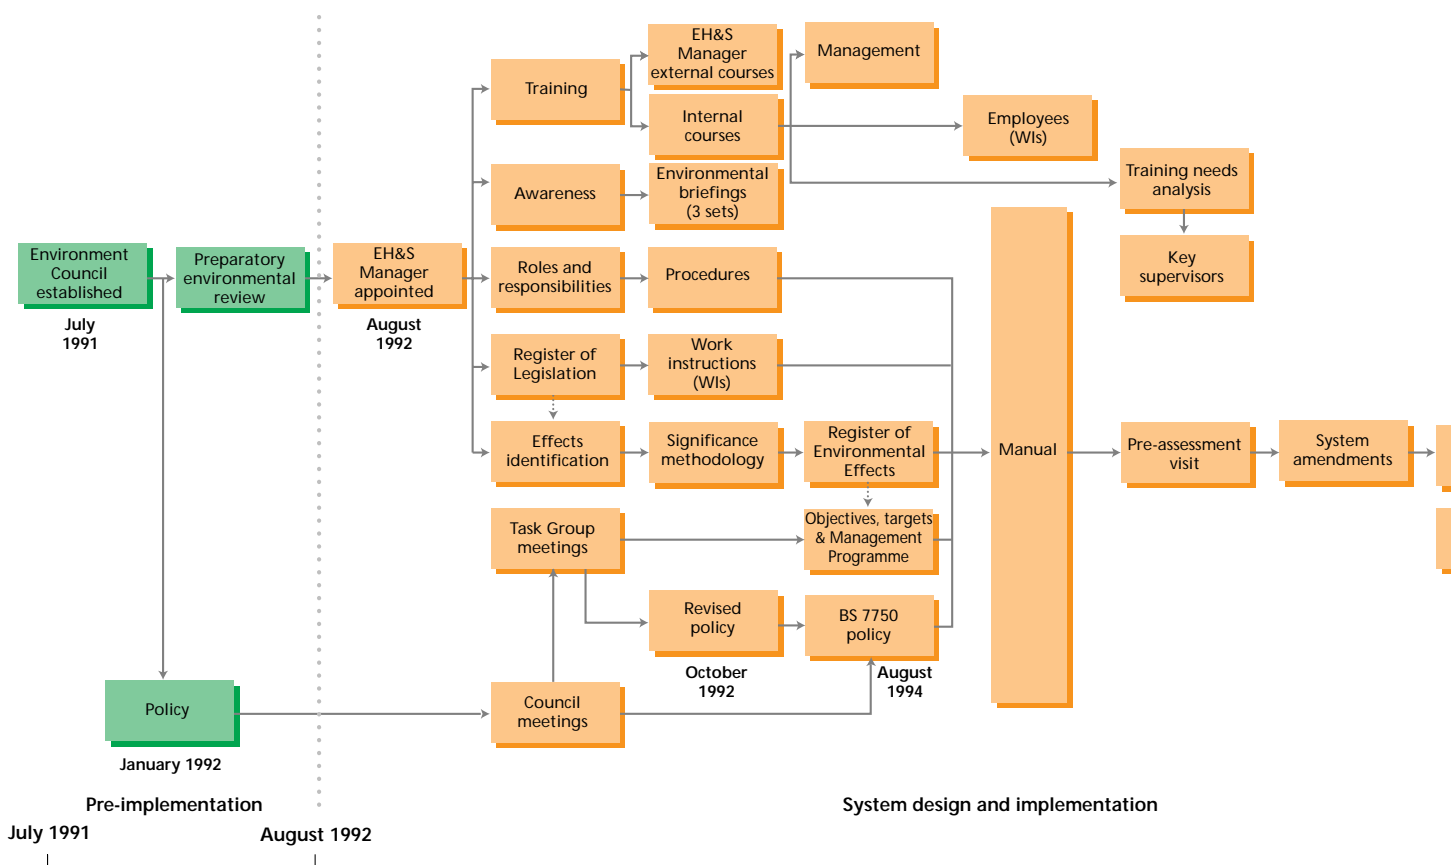 EH&S
Manager
external courses
Management
Training
Internal
courses
Employees
(WIs)
Awareness
Environmental
briefings
(3 sets)
Training needs
analysis
Environment
Council
established
July
1991
Preparatory
environmental
review
EH&S
Manager
appointed
August
1992
Roles and
responsibilities
Procedures
Key
supervisors
Register of
Legislation
Work
instructions
(WIs)
Effects
identification
Significance
methodology
Register of
Environmental
Effects
Manual
Pre-assessment
visit
System
amendments
Task Group
meetings
Objectives, targets
& Management
Programme
Revised
policy
October
1992
BS 7750
policy
August
1994
Policy
January 1992
Council
meetings
Pre-implementation
System design and implementation
July 1991
August 1992